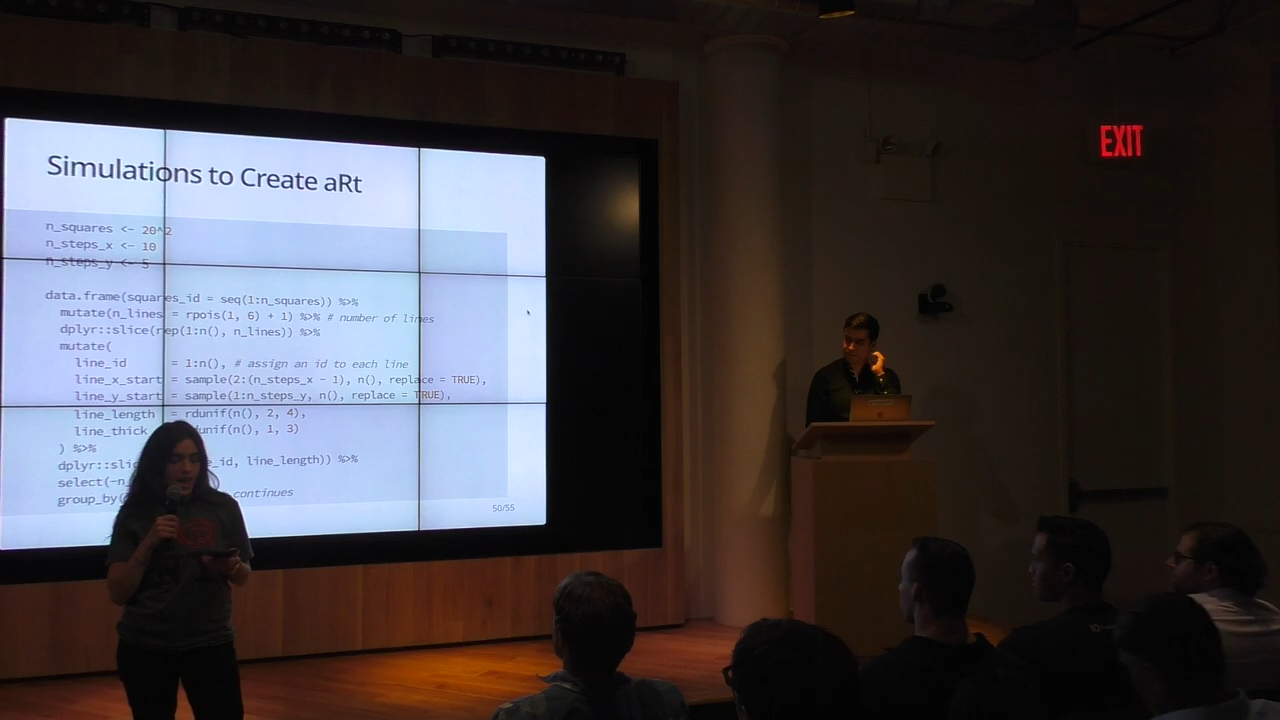 Simulations to Create aRt
n_squares <- 20^2
n_steps_x <- 10
n_steps_y <- 5
data.frame(squares_id = seq(1:n_squares)) %>%
mutate(n_lines = rpois(1, 6) + 1) %>% # number of lines
dplyr::slice(rep(1:n(), n_lines)) %>%
mutate(
line_id = 1:n(), # assign an id to each line
line_x_start = sample(2:(n_steps_x - 1), n(), replace = TRUE),
line_y_start = sample(1:n_steps_y, n(), replace = TRUE),
line_length = rdunif(n(), 2, 4),
line_thick dunif(n(), 1, 3)
) %>%
dplyr::slic e_id, line_length)) %>%
select(-n_
group_by( continues
50/55
EXIT